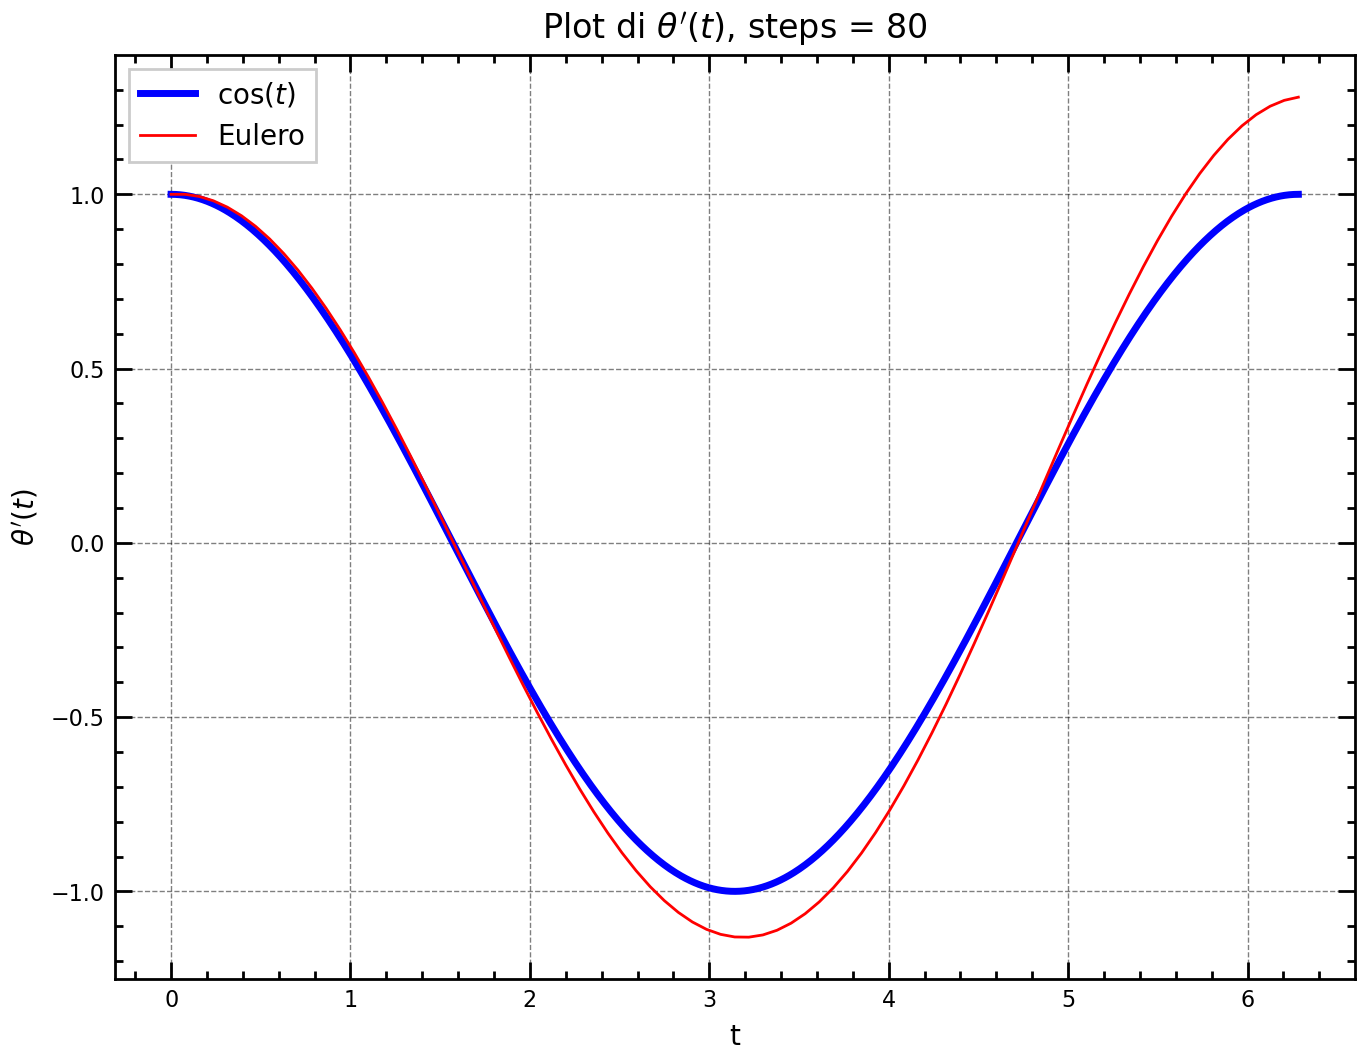 Plot di θ′(t), steps = 80
cos(t)
Eulero
θ′(t)
1.0
0.5
0.0
−0.5
−1.0
0 1 2 3 4 5 6
t